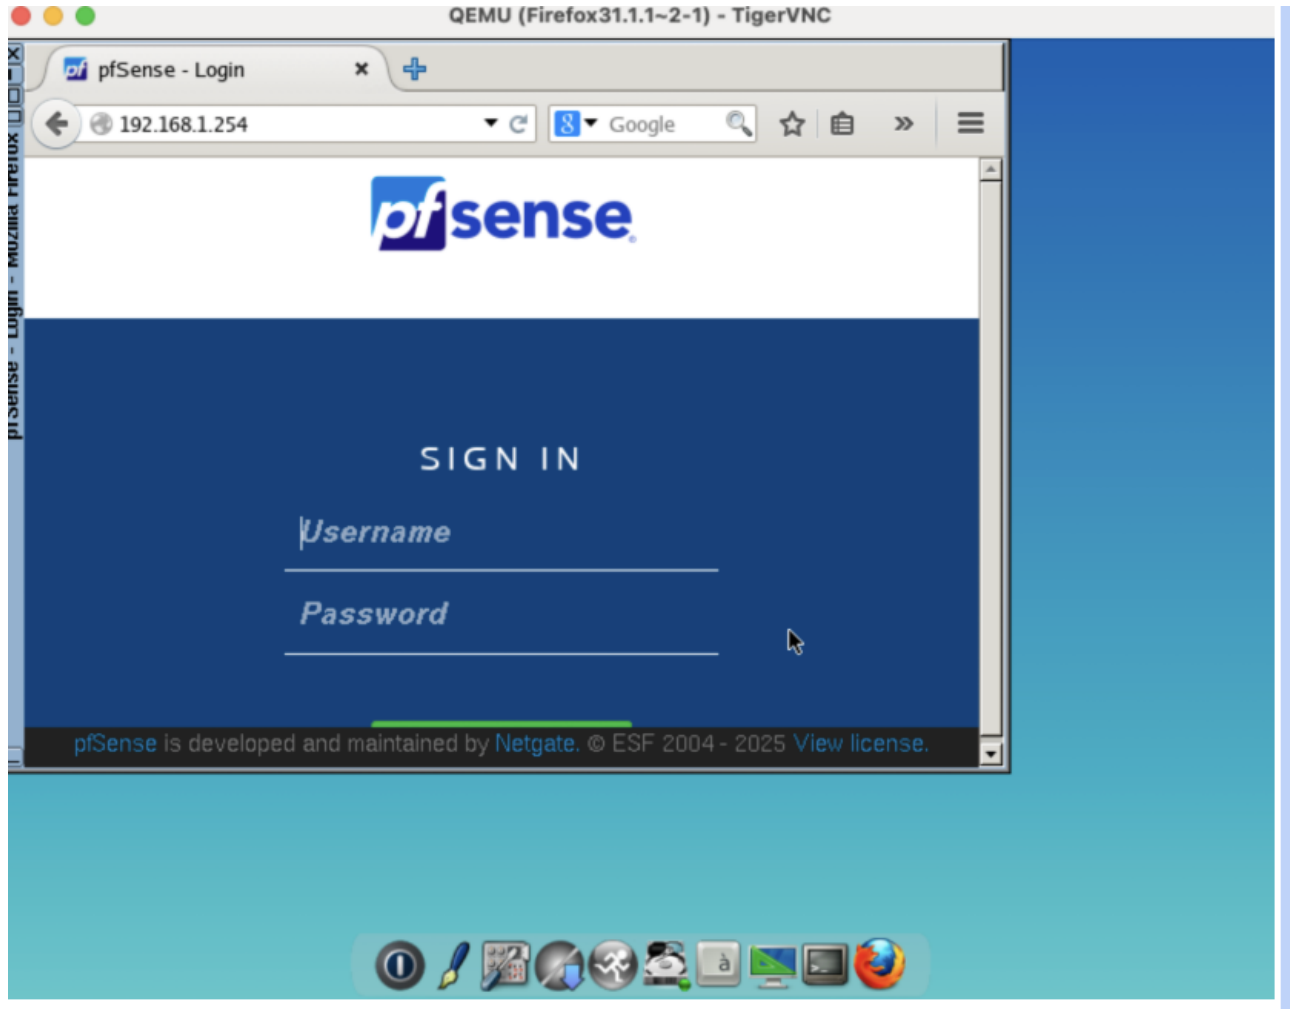 QEMU (Firefox31.1.1~2-1) - TigerVNC
pfSense - Login
192.168.1.254
8
Google
pfSense - Login - Mozilla Firefox
pfsense
SIGN IN
Username
Password
pfSense is developed and maintained by Netgate. © ESF 2004 - 2025 View license.
à